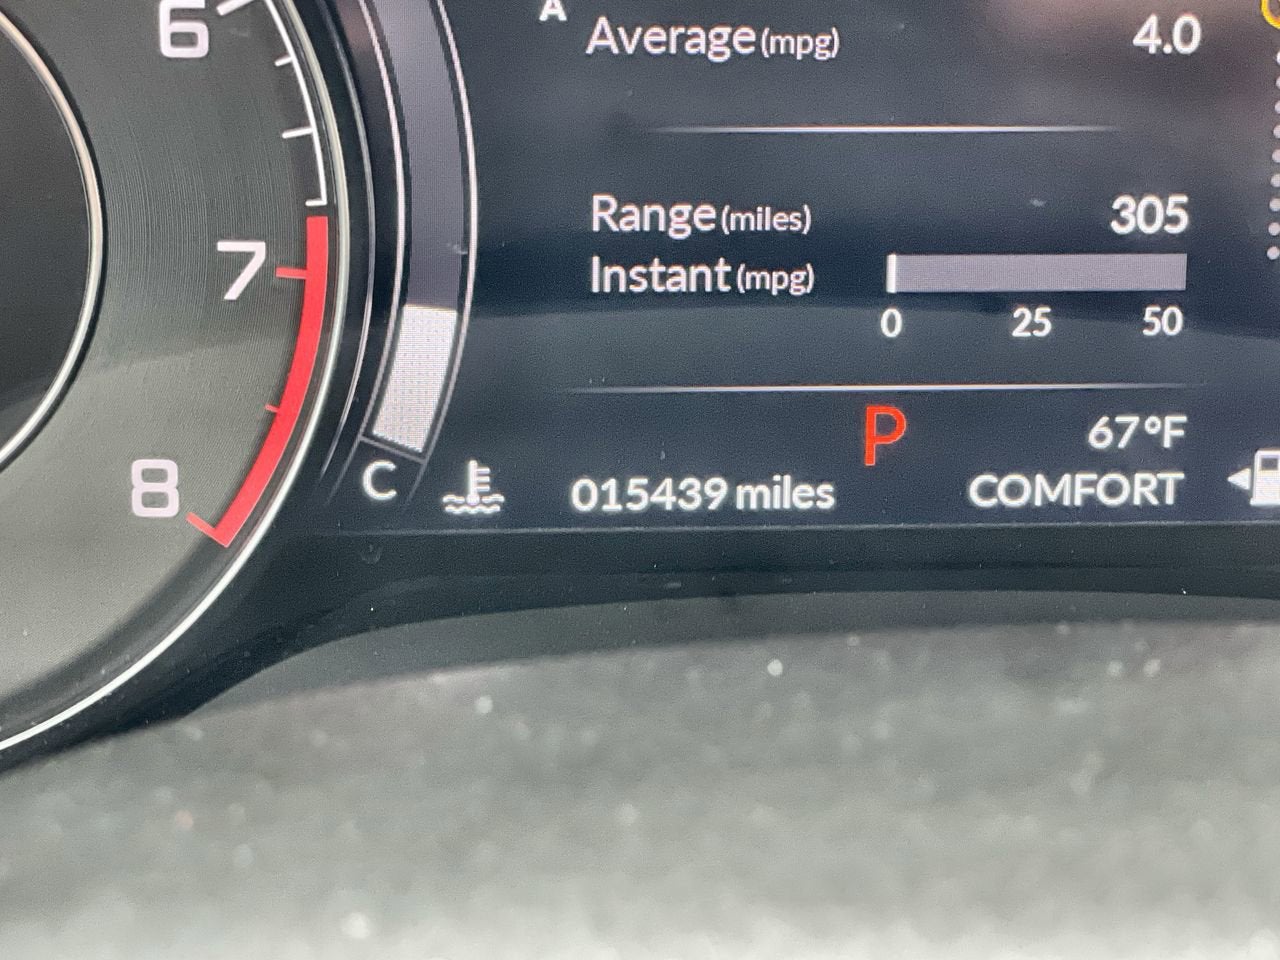 6
7
8
C
A
Average (mpg) 4.0
Range (miles) 305
Instant (mpg)
0 25 50
P
67°F
015439 miles
COMFORT